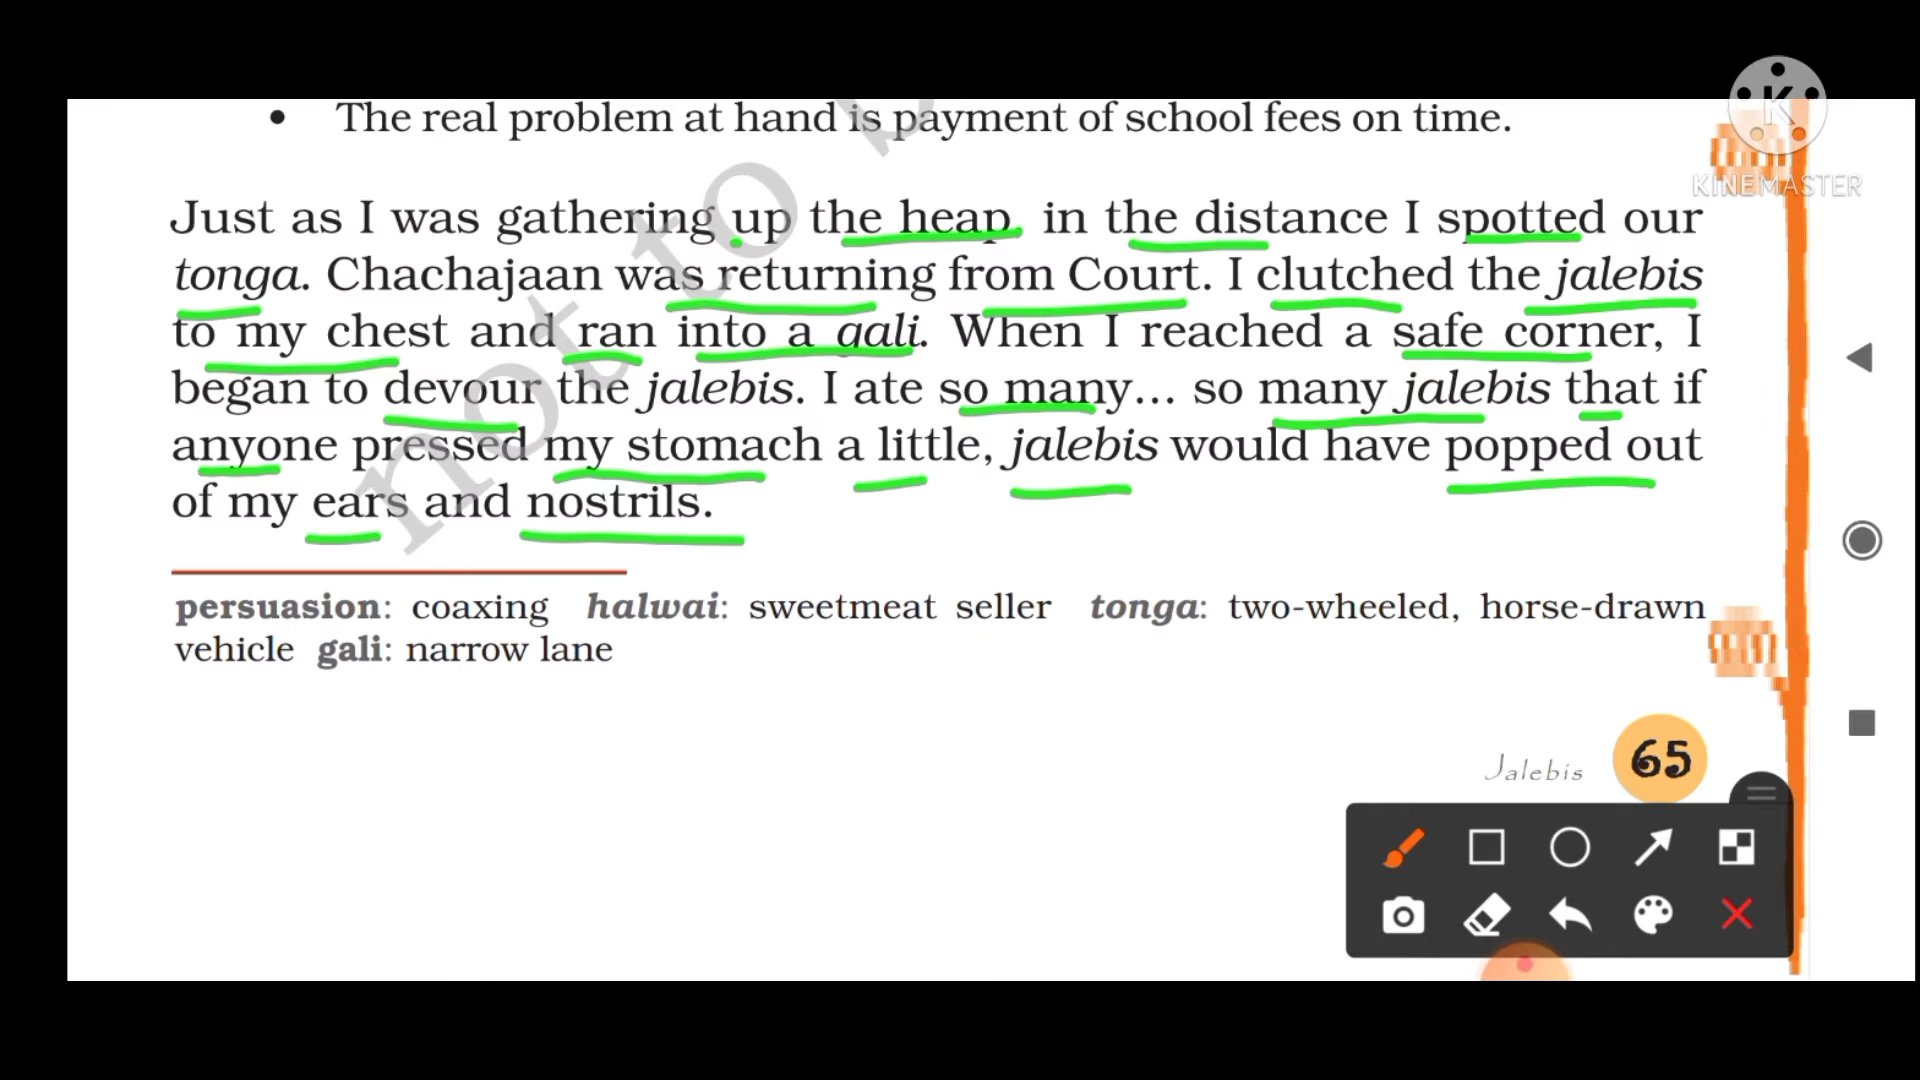 • The real problem at hand is payment of school fees on time.
KINEMASTER
Just as I was gathering up the heap, in the distance I spotted our
tonga. Chachajaan was returning from Court. I clutched the jalebis
to my chest and ran into a gali. When I reached a safe corner, I
began to devour the jalebis. I ate so many... so many jalebis that if
anyone pressed my stomach a little, jalebis would have popped out
of my ears and nostrils.
not to b
persuasion: coaxing halwai: sweetmeat seller tonga: two-wheeled, horse-drawn
vehicle gali: narrow lane
Jalebis 65